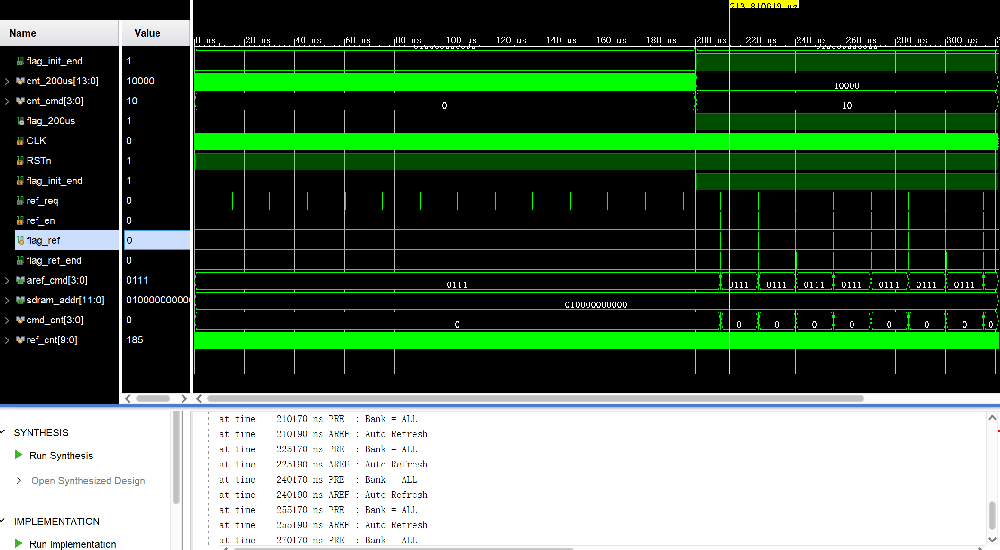 213.810619 us
Name Value
0 us 20 us 40 us 60 us 80 us 100 us 120 us 140 us 160 us 180 us 200 us 220 us 240 us 260 us 280 us 300 us
010000000000 010000000000
flag_init_end 1
cnt_200us[13:0] 10000 10000
cnt_cmd[3:0] 10 0 10
flag_200us 1
CLK 0
RSTn 1
flag_init_end 1
ref_req 0
ref_en 0
flag_ref 0
flag_ref_end 0
aref_cmd[3:0] 0111 0111 0111 0111 0111 0111 0111 0111 0111
sdram_addr[11:0] 010000000000 010000000000
cmd_cnt[3:0] 0 0 0 0 0 0 0 0 0 0
ref_cnt[9:0] 185
SYNTHESIS
Run Synthesis
Open Synthesized Design
IMPLEMENTATION
Run Implementation
at time 210170 ns PRE : Bank = ALL
at time 210190 ns AREF : Auto Refresh
at time 225170 ns PRE : Bank = ALL
at time 225190 ns AREF : Auto Refresh
at time 240170 ns PRE : Bank = ALL
at time 240190 ns AREF : Auto Refresh
at time 255170 ns PRE : Bank = ALL
at time 255190 ns AREF : Auto Refresh
at time 270170 ns PRE : Bank = ALL